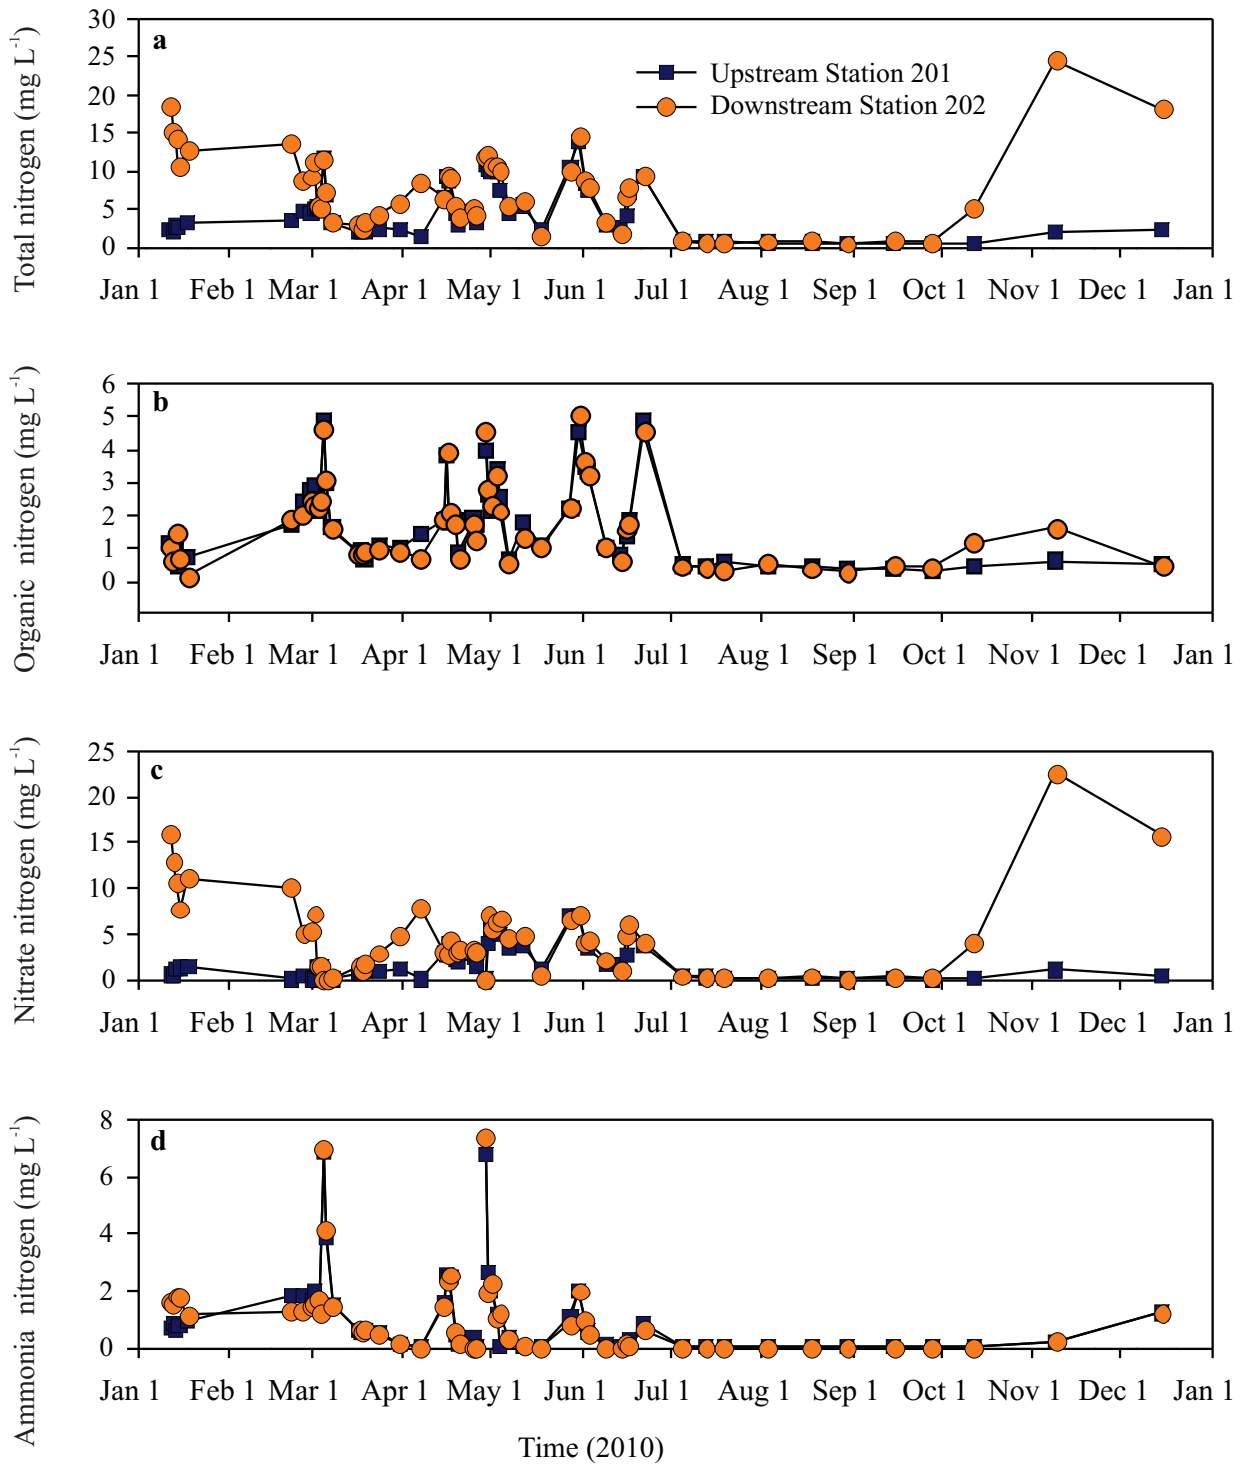 Total nitrogen (mg L-1)
a
30
25
20
15
10
5
0
Upstream Station 201
Downstream Station 202
Jan 1 Feb 1 Mar 1 Apr 1 May 1 Jun 1 Jul 1 Aug 1 Sep 1 Oct 1 Nov 1 Dec 1 Jan 1
Organic nitrogen (mg L-1)
b
6
5
4
3
2
1
0
Jan 1 Feb 1 Mar 1 Apr 1 May 1 Jun 1 Jul 1 Aug 1 Sep 1 Oct 1 Nov 1 Dec 1 Jan 1
Nitrate nitrogen (mg L-1)
c
25
20
15
10
5
0
Jan 1 Feb 1 Mar 1 Apr 1 May 1 Jun 1 Jul 1 Aug 1 Sep 1 Oct 1 Nov 1 Dec 1 Jan 1
Ammonia nitrogen (mg L-1)
d
8
6
4
2
0
Jan 1 Feb 1 Mar 1 Apr 1 May 1 Jun 1 Jul 1 Aug 1 Sep 1 Oct 1 Nov 1 Dec 1 Jan 1
Time (2010)